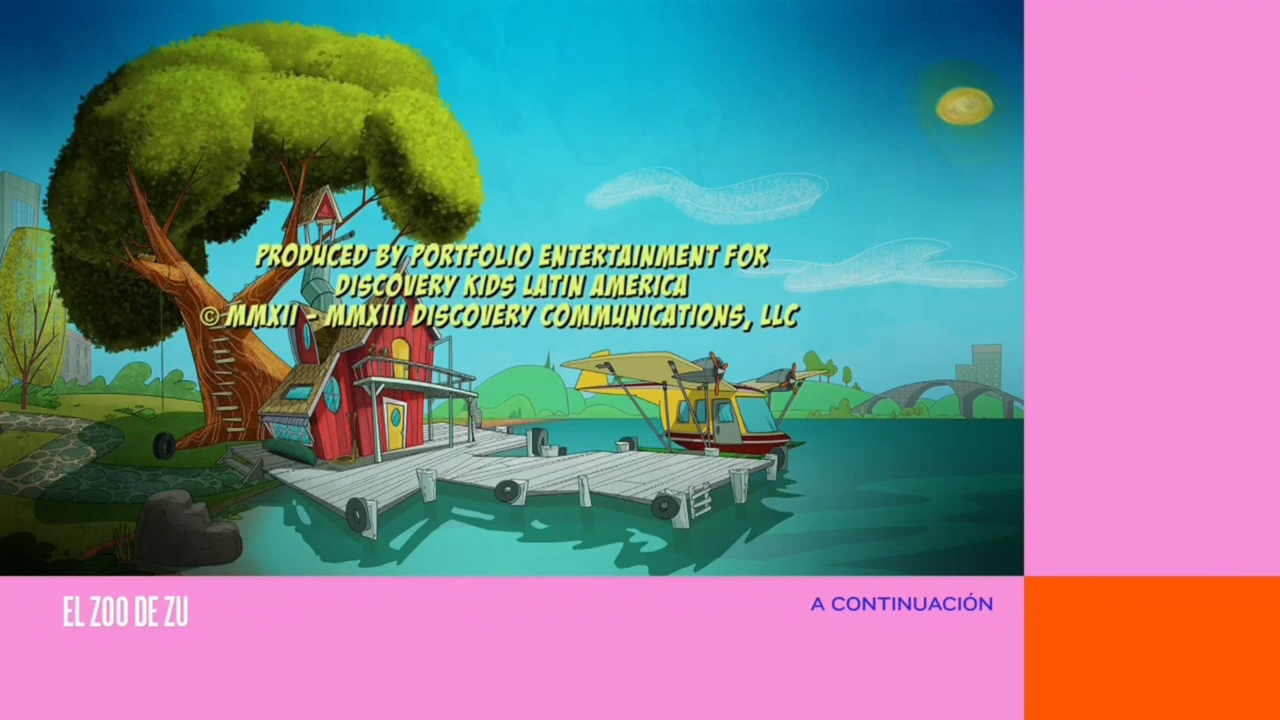 PRODUCED BY PORTFOLIO ENTERTAINMENT FOR
DISCOVERY KIDS LATIN AMERICA
© MMXII - MMXIII DISCOVERY COMMUNICATIONS, LLC
EL ZOO DE ZU
A CONTINUACIÓN